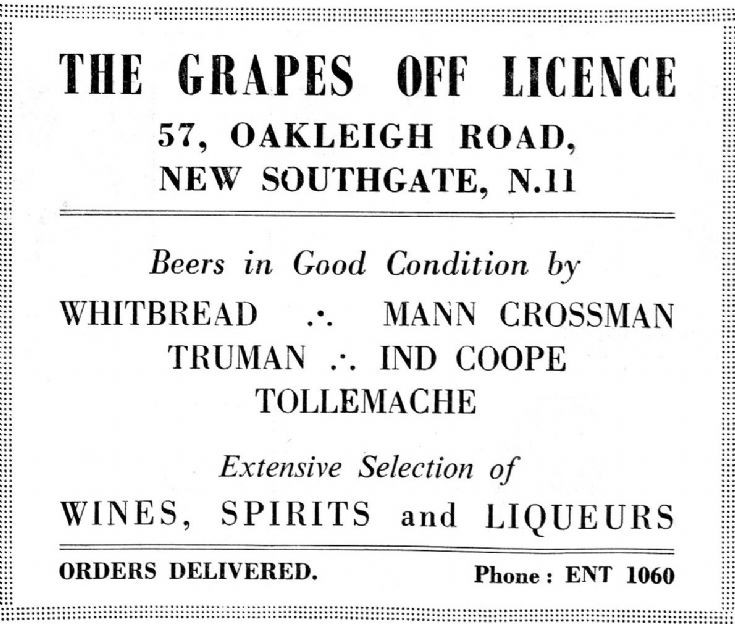 THE GRAPES OFF LICENCE
57, OAKLEIGH ROAD,
NEW SOUTHGATE, N.11
Beers in Good Condition by
WHITBREAD ∴ MANN CROSSMAN
TRUMAN ∴ IND COOPE
TOLLEMACHE
Extensive Selection of
WINES, SPIRITS and LIQUEURS
ORDERS DELIVERED. Phone : ENT 1060